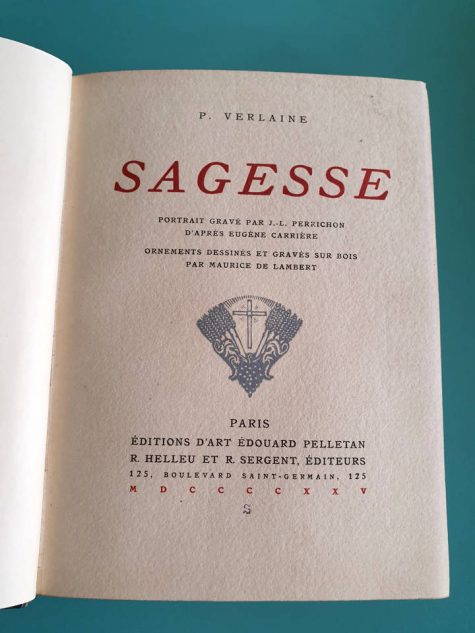 P. VERLAINE
SAGESSE
PORTRAIT GRAVÉ PAR J.-L. PERRICHON
D'APRÈS EUGÈNE CARRIÈRE
ORNEMENTS DESSINÉS ET GRAVÉS SUR BOIS
PAR MAURICE DE LAMBERT
PARIS
ÉDITIONS D'ART ÉDOUARD PELLETAN
R. HELLEU ET R. SERGENT, ÉDITEURS
125, BOULEVARD SAINT-GERMAIN, 125
MDCCCCXXV
S